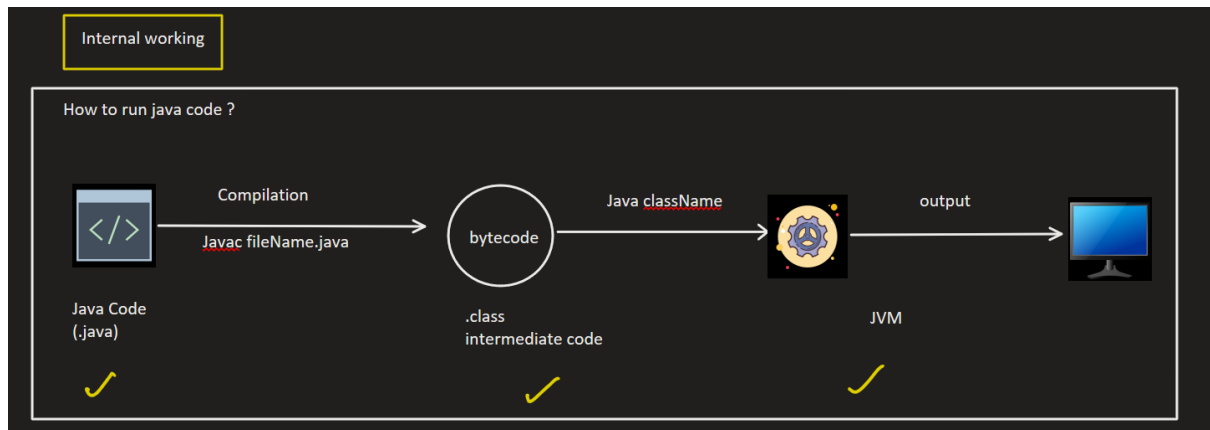 Internal working
How to run java code ?
Compilation
Javac fileName.java
</>
bytecode
Java className
output
Java Code
(.java)
.class
intermediate code
JVM